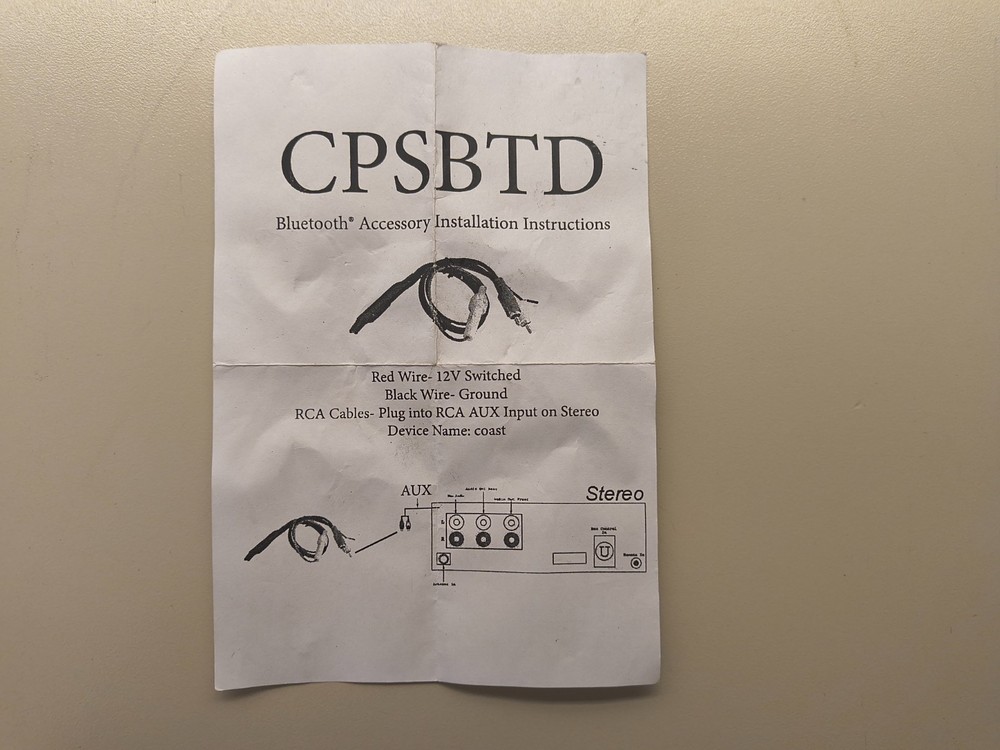 CPSBTD
Bluetooth® Accessory Installation Instructions
Red Wire- 12V Switched
Black Wire- Ground
RCA Cables- Plug into RCA AUX Input on Stereo
Device Name: coast
AUX
Stereo
L
R
In